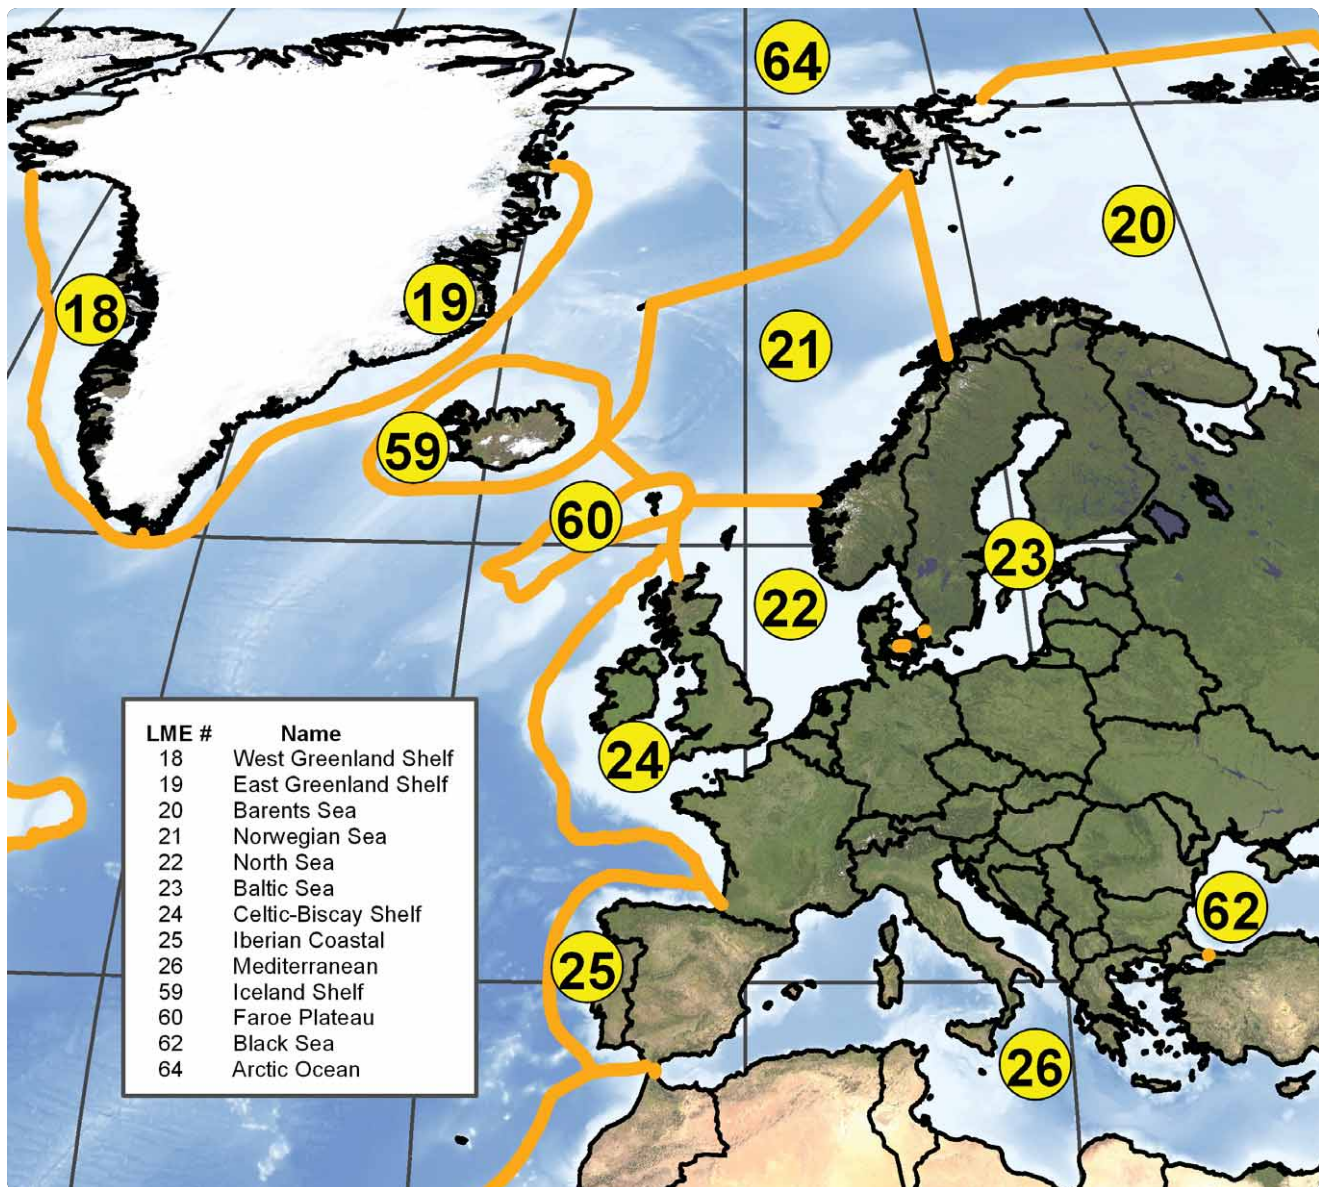 64
20
18
19
21
59
60
23
22
24
62
25
26
LME # Name
18 West Greenland Shelf
19 East Greenland Shelf
20 Barents Sea
21 Norwegian Sea
22 North Sea
23 Baltic Sea
24 Celtic-Biscay Shelf
25 Iberian Coastal
26 Mediterranean
59 Iceland Shelf
60 Faroe Plateau
62 Black Sea
64 Arctic Ocean